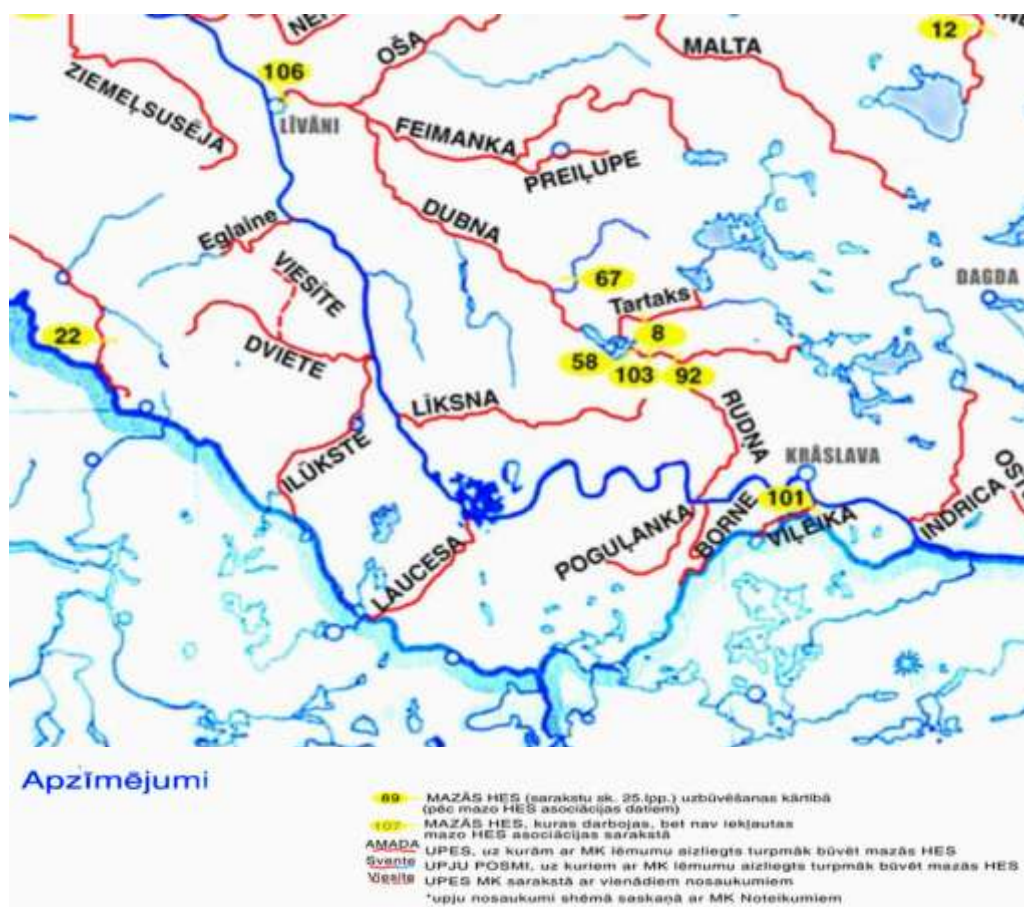 OŠA
MALTA
12
ZIEMEĻSUSĒJA
106
LĪVĀNI
FEIMANKA
PREIĻUPE
DUBNA
Eglaine
VIESĪTE
67
DAGDA
Tartaks
22
8
DVIETE
58
103
92
LĪKSNA
RUDŅA
ILŪKSTE
KRĀSLAVA
101
INDRICA
LAUCESA
POGUĻANKA
BORNE
VIĻEIKA
Apzīmējumi
89 MAZĀS HES (sarakstu sk. 25.lpp.) uzbūvēšanas kārtībā
(pēc mazo HES asociācijas datiem)
107 MAZĀS HES, kuras darbojas, bet nav iekļautas
mazo HES asociācijas sarakstā
AMADA UPES, uz kurām ar MK lēmumu aizliegts turpmāk būvēt mazās HES
Svente UPJU POSMI, uz kuriem ar MK lēmumu aizliegts turpmāk būvēt mazās HES
Viesīte UPES MK sarakstā ar vienādiem nosaukumiem
*upju nosaukumi shēmā saskaņā ar MK Noteikumiem